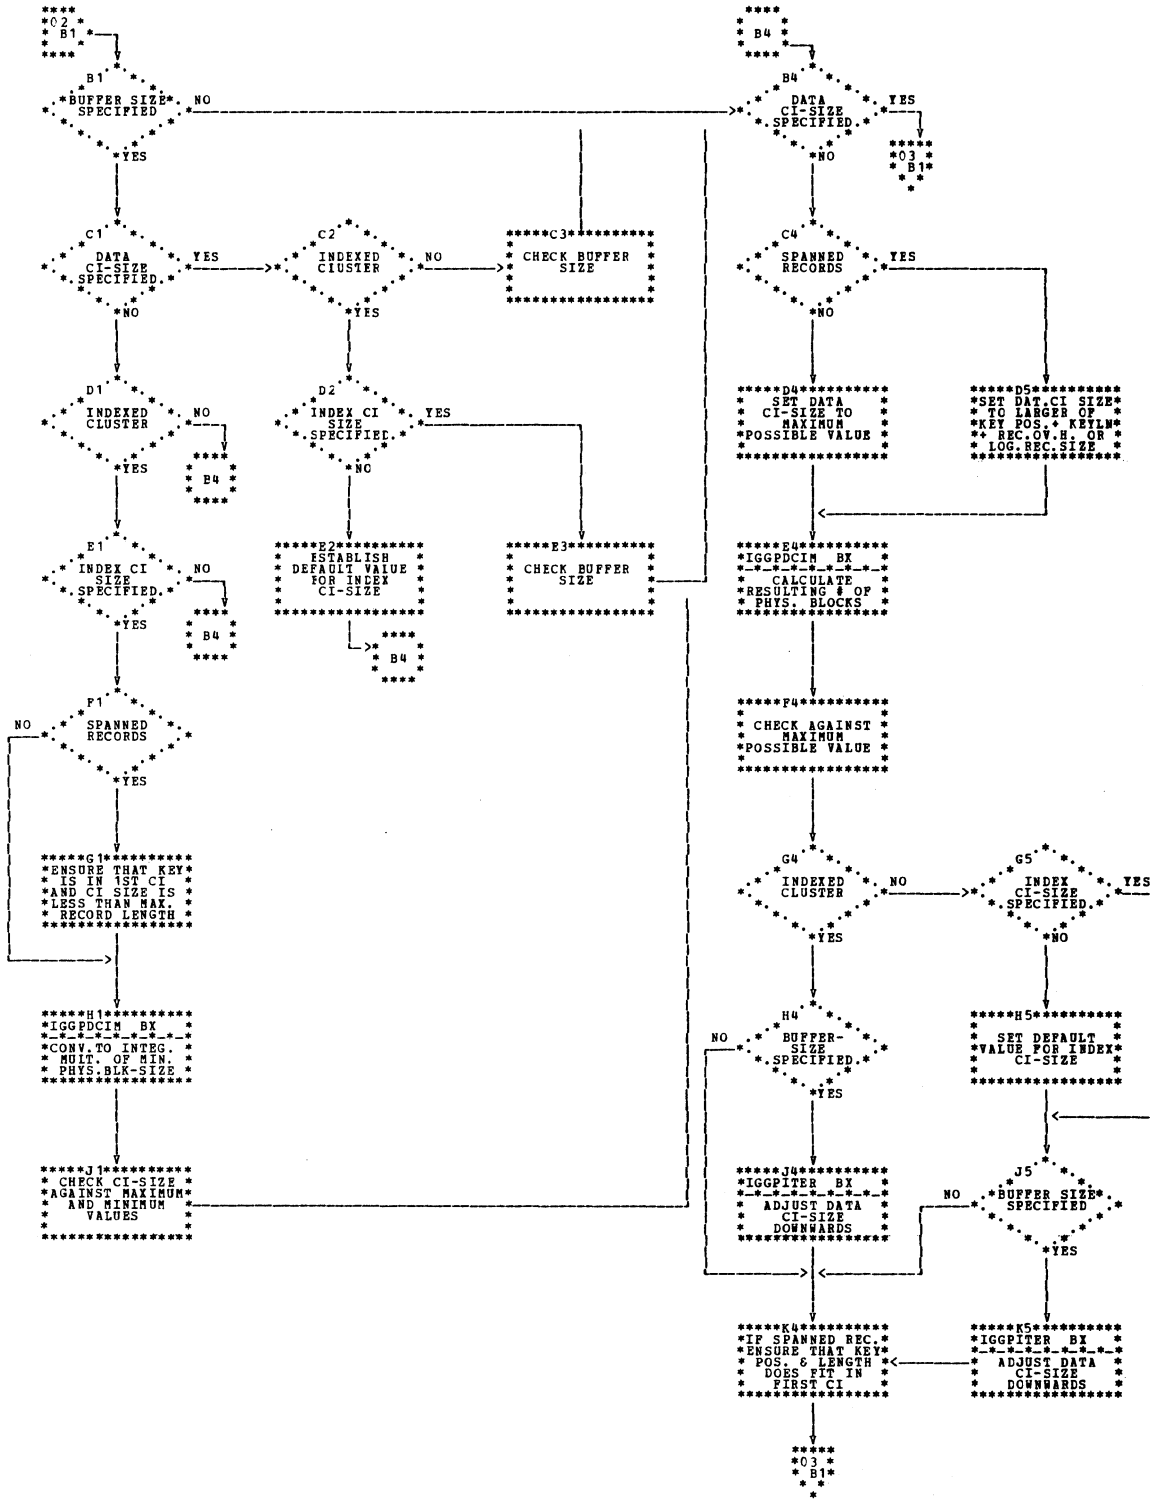 02
B1
B1
*BUFFER SIZE*
SPECIFIED
NO
YES
C1
DATA
CI-SIZE
SPECIFIED.
YES
NO
D1
INDEXED
CLUSTER
NO
B4
YES
E1
INDEX CI
SIZE
SPECIFIED.
NO
B4
YES
F1
SPANNED
RECORDS
NO
YES
G1
ENSURE THAT KEY
IS IN 1ST CI
AND CI SIZE IS
LESS THAN MAX.
RECORD LENGTH
H1
IGGPDCIM BX
CONV.TO INTEG.
MULT. OF MIN.
PHYS.BLK-SIZE
J1
CHECK CI-SIZE
AGAINST MAXIMUM
AND MINIMUM
VALUES
C2
INDEXED
CLUSTER
NO
YES
D2
INDEX CI
SIZE
SPECIFIED.
YES
NO
E2
ESTABLISH
DEFAULT VALUE
FOR INDEX
CI-SIZE
B4
C3
CHECK BUFFER
SIZE
E3
CHECK BUFFER
SIZE
B4
B4
DATA
CI-SIZE
SPECIFIED.
YES
03
B1
NO
C4
SPANNED
RECORDS
YES
NO
D4
SET DATA
CI-SIZE TO
MAXIMUM
POSSIBLE VALUE
D5
SET DAT.CI SIZE
TO LARGER OF
KEY POS.+ KEYLN
+ REC.OV.H. OR
LOG.REC.SIZE
E4
IGGPDCIM BX
CALCULATE
RESULTING # OF
PHYS. BLOCKS
F4
CHECK AGAINST
MAXIMUM
POSSIBLE VALUE
G4
INDEXED
CLUSTER
NO
YES
G5
INDEX
CI-SIZE
SPECIFIED.
YES
NO
H4
BUFFER-
SIZE
SPECIFIED.
NO
YES
H5
SET DEFAULT
VALUE FOR INDEX
CI-SIZE
J4
IGGPITER BX
ADJUST DATA
CI-SIZE
DOWNWARDS
J5
*BUFFER SIZE*
SPECIFIED
NO
YES
K4
IF SPANNED REC.
ENSURE THAT KEY
POS. & LENGTH
DOES FIT IN
FIRST CI
K5
IGGPITER BX
ADJUST DATA
CI-SIZE
DOWNWARDS
03
B1